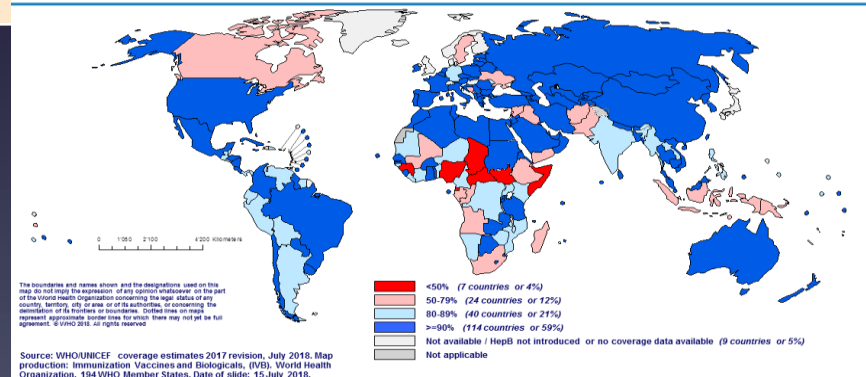 0 1'050 2'100 4'200 Kilometers
The boundaries and names shown and the designations used on this
map do not imply the expression of any opinion whatsoever on the part
of the World Health Organization concerning the legal status of any
country, territory, city or area or of its authorities, or concerning the
delimitation of its frontiers or boundaries. Dotted lines on maps
represent approximate border lines for which there may not yet be full
agreement. © WHO 2018. All rights reserved
<50% (7 countries or 4%)
50-79% (24 countries or 12%)
80-89% (40 countries or 21%)
>=90% (114 countries or 59%)
Not available / HepB not introduced or no coverage data available (9 countries or 5%)
Not applicable
Source: WHO/UNICEF coverage estimates 2017 revision, July 2018. Map
production: Immunization Vaccines and Biologicals, (IVB). World Health
Organization. 194 WHO Member States. Date of slide: 15 July 2018.